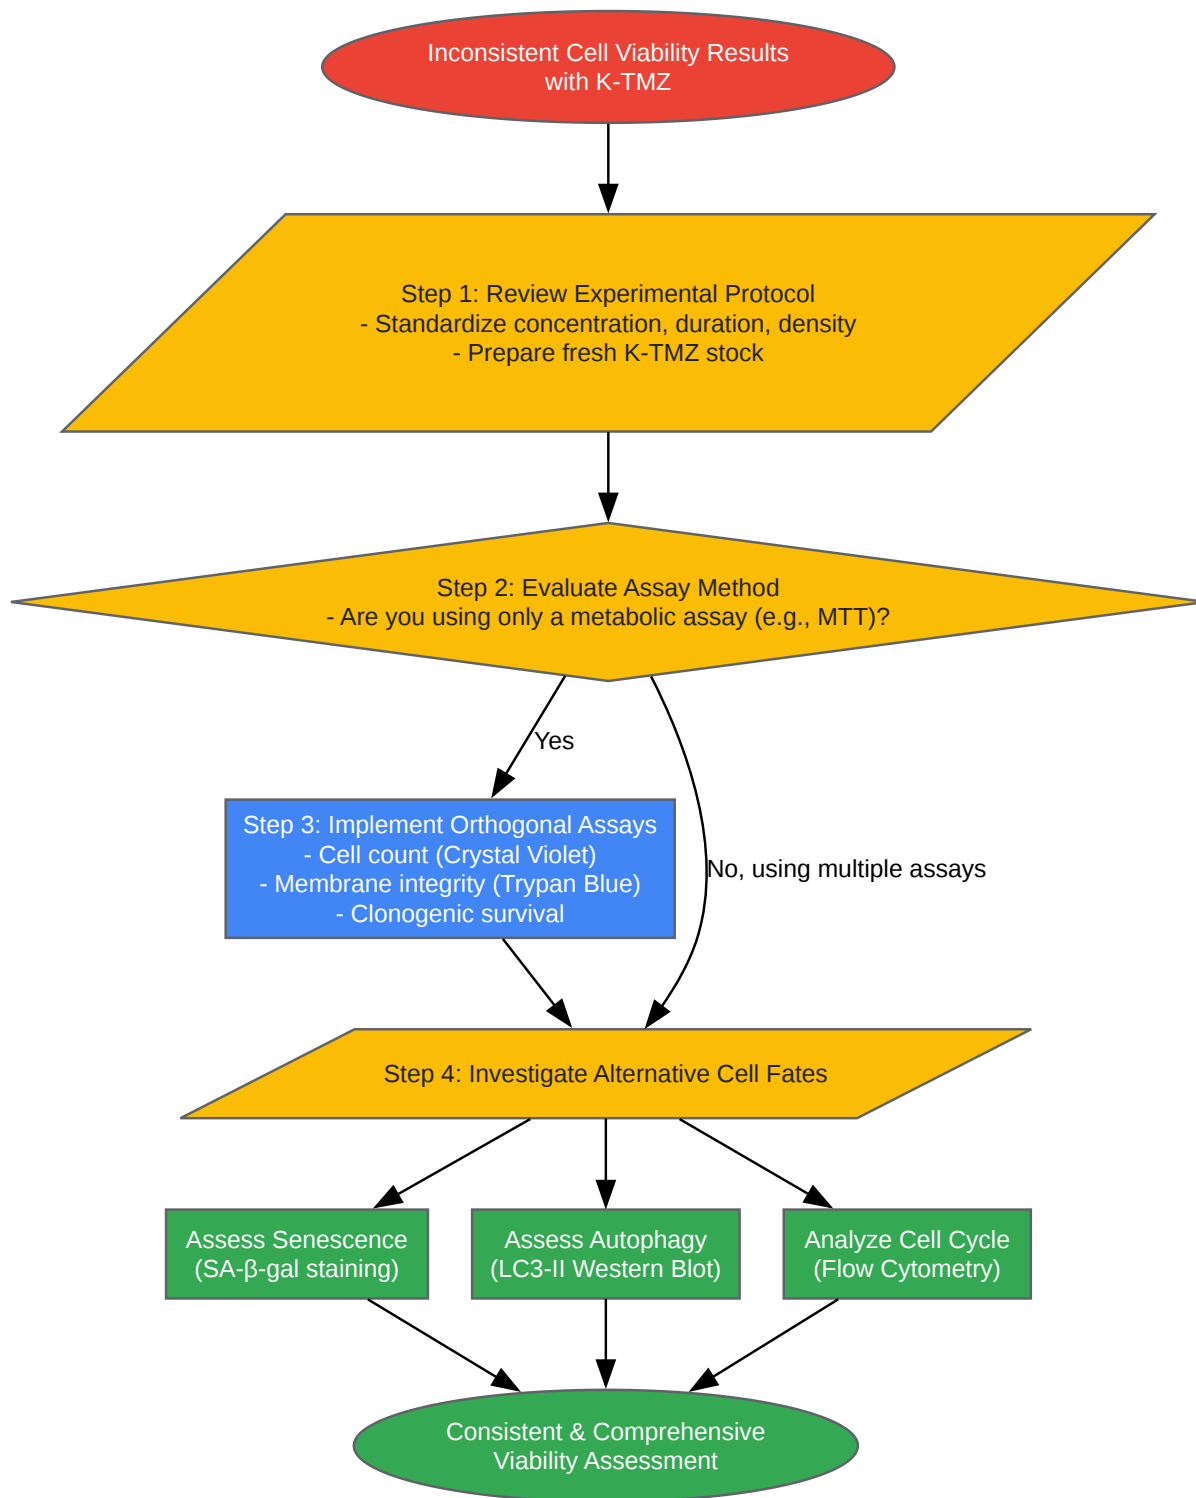 Inconsistent Cell Viability Results
with K-TMZ
Step 1: Review Experimental Protocol
- Standardize concentration, duration, density
- Prepare fresh K-TMZ stock
Step 2: Evaluate Assay Method
- Are you using only a metabolic assay (e.g., MTT)?
Yes
Step 3: Implement Orthogonal Assays
- Cell count (Crystal Violet)
- Membrane integrity (Trypan Blue)
- Clonogenic survival
No, using multiple assays
Step 4: Investigate Alternative Cell Fates
Assess Senescence
(SA-β-gal staining)
Assess Autophagy
(LC3-II Western Blot)
Analyze Cell Cycle
(Flow Cytometry)
Consistent & Comprehensive
Viability Assessment